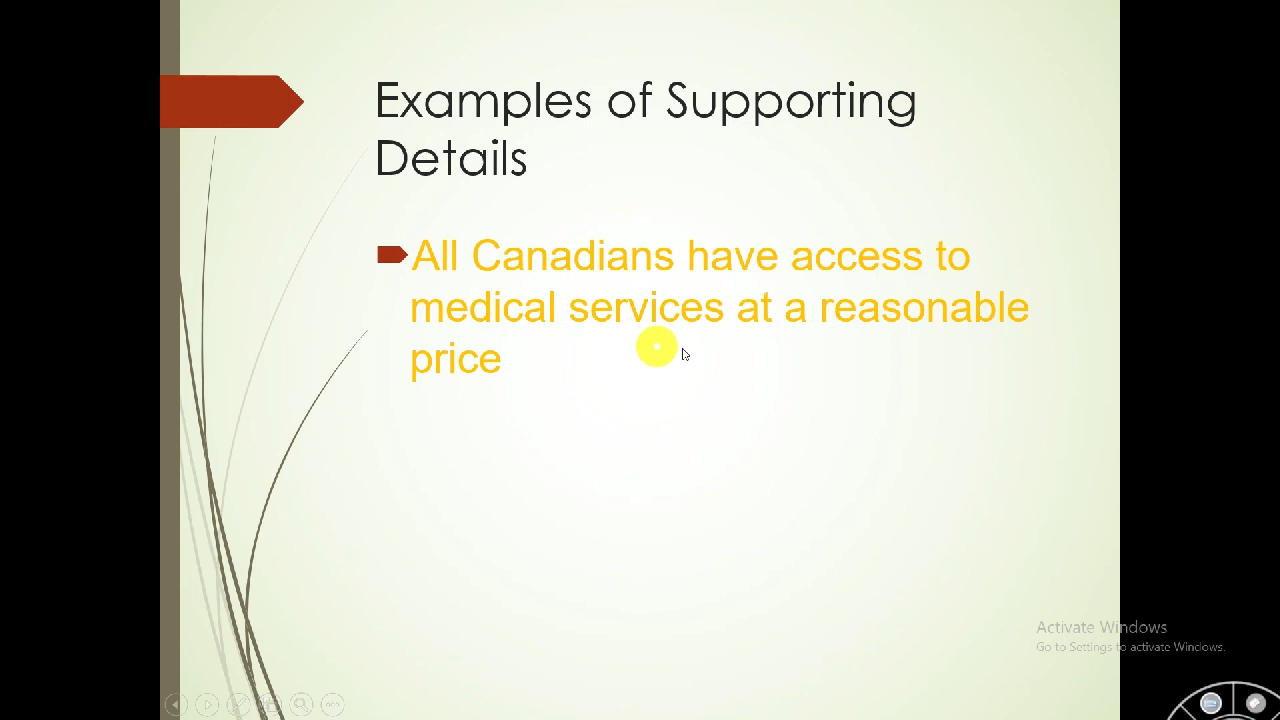 Examples of Supporting
Details
All Canadians have access to
medical services at a reasonable
price
Activate Windows
Go to Settings to activate Windows.